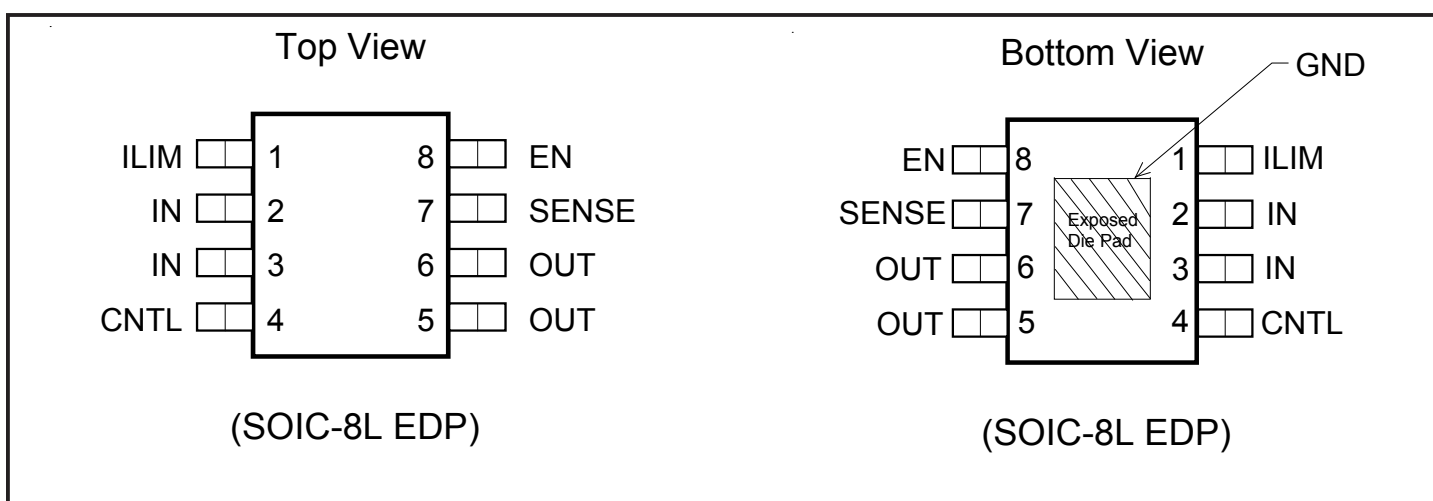 Top View
ILIM 1 8 EN
IN 2 7 SENSE
IN 3 6 OUT
CNTL 4 5 OUT
(SOIC-8L EDP)
Bottom View
GND
EN 8 1 ILIM
SENSE 7 2 IN
Exposed
Die Pad
OUT 6 3 IN
OUT 5 4 CNTL
(SOIC-8L EDP)